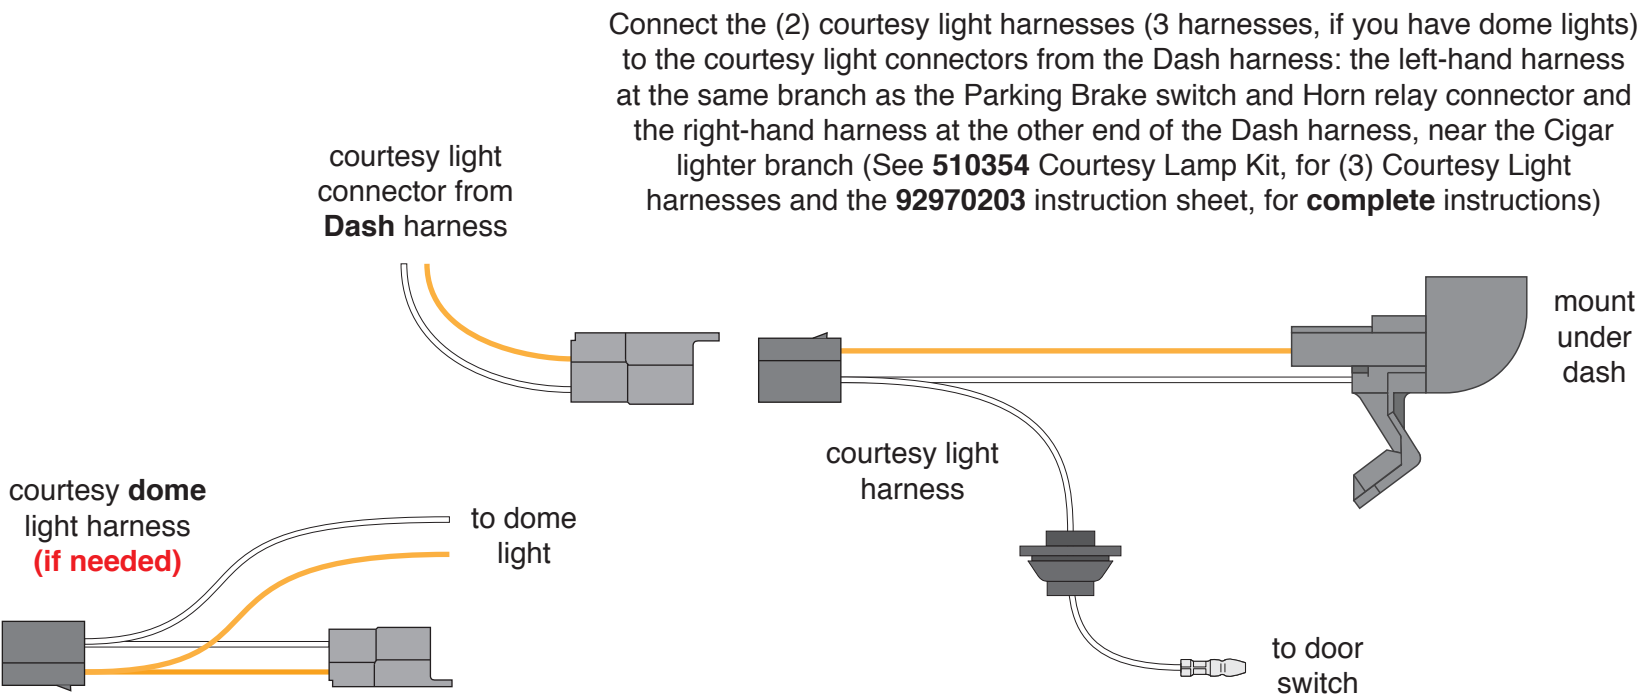 Connect the (2) courtesy light harnesses (3 harnesses, if you have dome lights)
to the courtesy light connectors from the Dash harness: the left-hand harness
at the same branch as the Parking Brake switch and Horn relay connector and
the right-hand harness at the other end of the Dash harness, near the Cigar
lighter branch (See 510354 Courtesy Lamp Kit, for (3) Courtesy Light
harnesses and the 92970203 instruction sheet, for complete instructions)
courtesy light
connector from
Dash harness
mount
under
dash
courtesy light
harness
courtesy dome
light harness
(if needed)
to dome
light
to door
switch